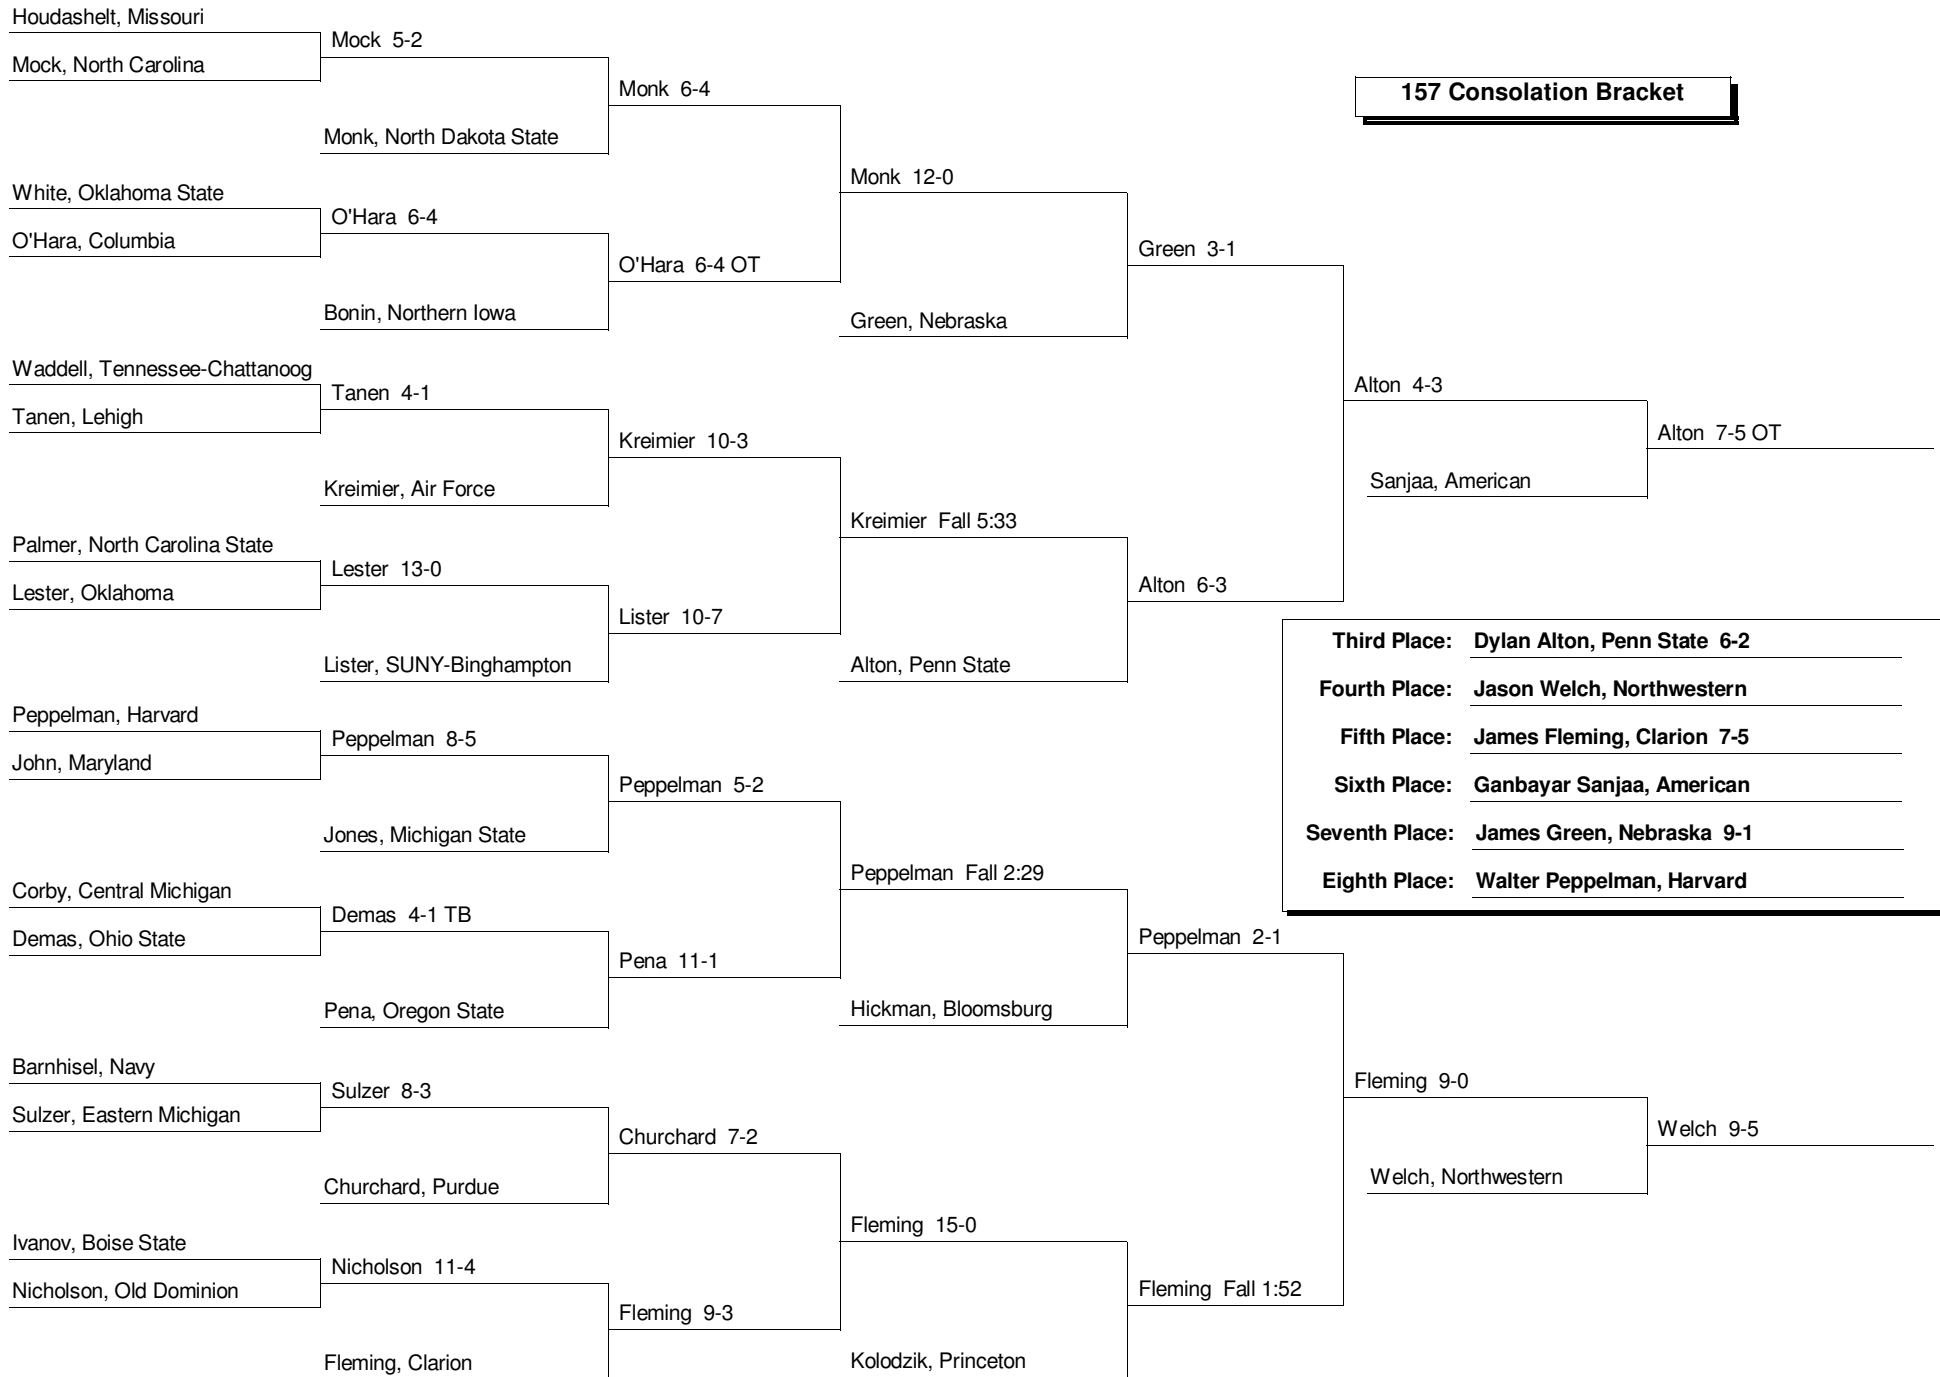 Houdashelt, Missouri
Mock 5-2
Mock, North Carolina
Monk 6-4
157 Consolation Bracket
Monk, North Dakota State
Monk 12-0
White, Oklahoma State
O'Hara 6-4
O'Hara, Columbia
Green 3-1
O'Hara 6-4 OT
Bonin, Northern Iowa
Green, Nebraska
Waddell, Tennessee-Chattanoog
Tanen 4-1
Alton 4-3
Tanen, Lehigh
Kreimier 10-3
Alton 7-5 OT
Kreimier, Air Force
Sanjaa, American
Kreimier Fall 5:33
Palmer, North Carolina State
Lester 13-0
Lester, Oklahoma
Alton 6-3
Lister 10-7
Lister, SUNY-Binghampton
Alton, Penn State
Third Place: Dylan Alton, Penn State 6-2
Fourth Place: Jason Welch, Northwestern
Fifth Place: James Fleming, Clarion 7-5
Sixth Place: Ganbayar Sanjaa, American
Seventh Place: James Green, Nebraska 9-1
Eighth Place: Walter Peppelman, Harvard
Peppelman, Harvard
Peppelman 8-5
John, Maryland
Peppelman 5-2
Jones, Michigan State
Peppelman Fall 2:29
Corby, Central Michigan
Demas 4-1 TB
Demas, Ohio State
Peppelman 2-1
Pena 11-1
Pena, Oregon State
Hickman, Bloomsburg
Barnhisel, Navy
Sulzer 8-3
Fleming 9-0
Sulzer, Eastern Michigan
Churchard 7-2
Welch 9-5
Churchard, Purdue
Welch, Northwestern
Fleming 15-0
Ivanov, Boise State
Nicholson 11-4
Nicholson, Old Dominion
Fleming Fall 1:52
Fleming 9-3
Fleming, Clarion
Kolodzik, Princeton